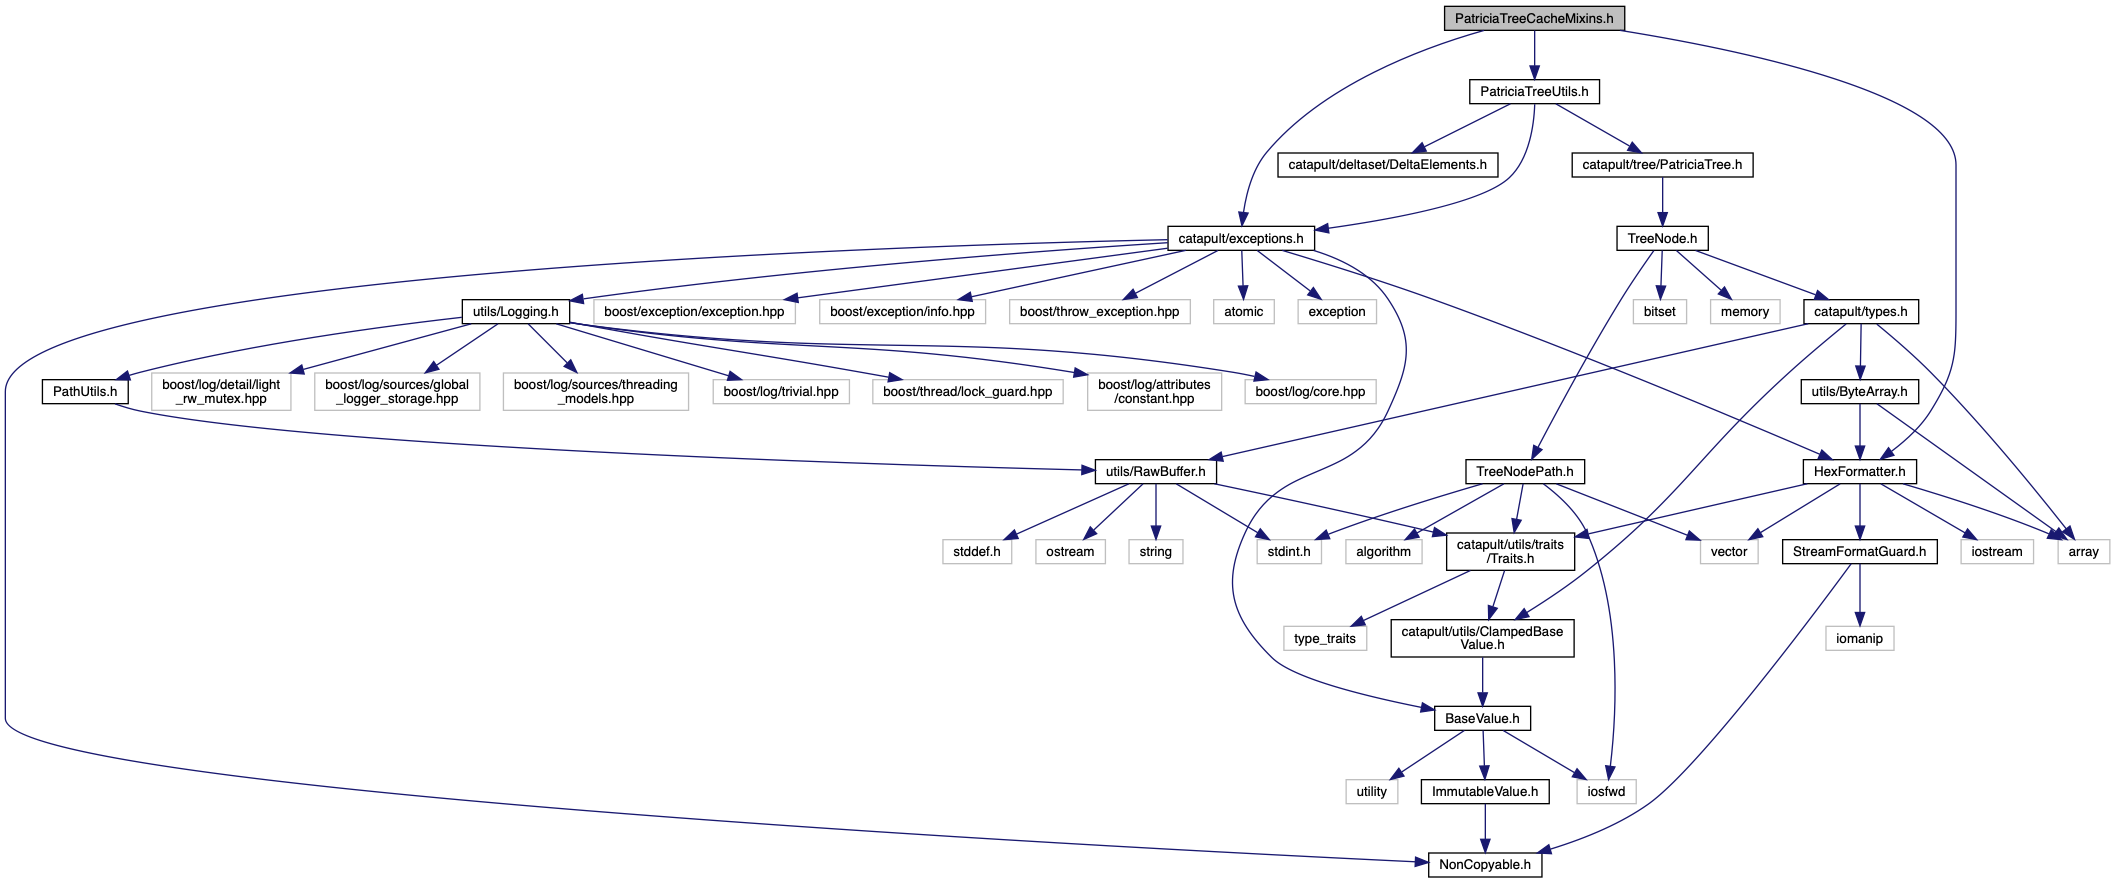 PatriciaTreeCacheMixins.h
PatriciaTreeUtils.h
catapult/deltaset/DeltaElements.h
catapult/tree/PatriciaTree.h
catapult/exceptions.h
TreeNode.h
utils/Logging.h
boost/exception/exception.hpp
boost/exception/info.hpp
boost/throw_exception.hpp
atomic
exception
bitset
memory
catapult/types.h
PathUtils.h
boost/log/detail/light
_rw_mutex.hpp
boost/log/sources/global
_logger_storage.hpp
boost/log/sources/threading
_models.hpp
boost/log/trivial.hpp
boost/thread/lock_guard.hpp
boost/log/attributes
/constant.hpp
boost/log/core.hpp
utils/ByteArray.h
utils/RawBuffer.h
TreeNodePath.h
HexFormatter.h
stddef.h
ostream
string
stdint.h
algorithm
catapult/utils/traits
/Traits.h
vector
StreamFormatGuard.h
iostream
array
type_traits
catapult/utils/ClampedBase
Value.h
iomanip
BaseValue.h
utility
ImmutableValue.h
iosfwd
NonCopyable.h